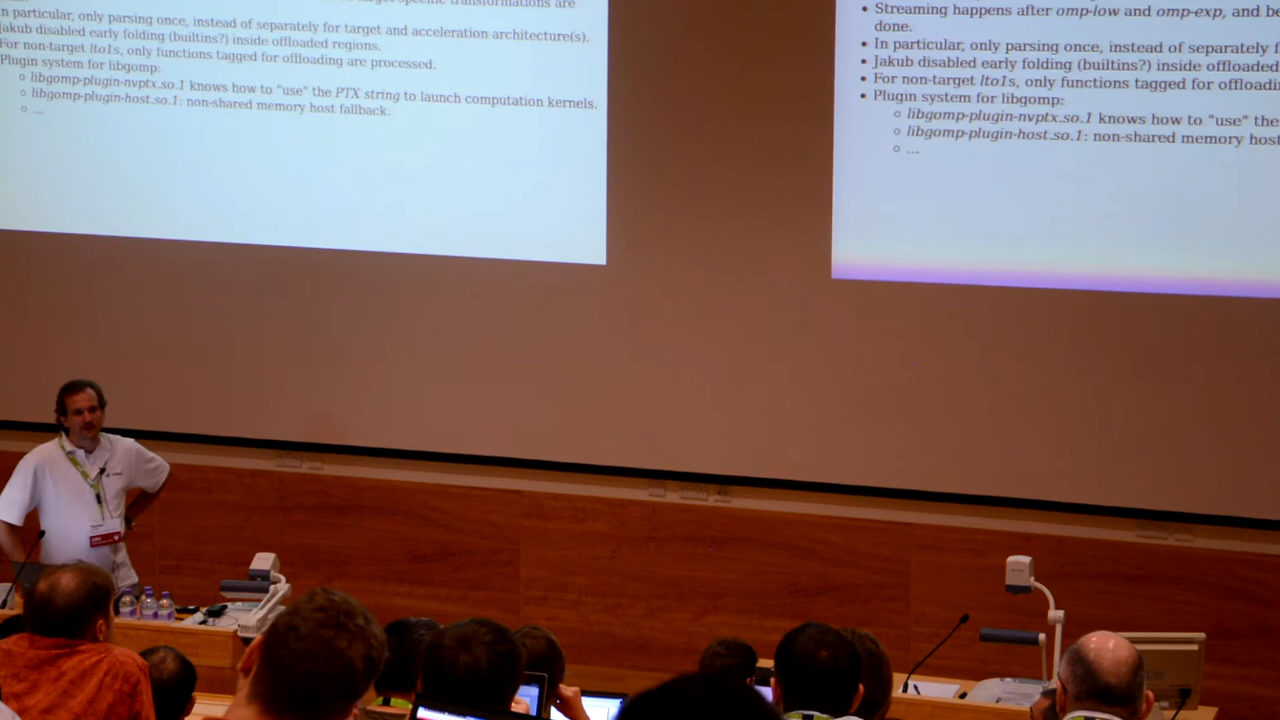 transformations are
In particular, only parsing once, instead of separately for target and acceleration architecture(s).
Jakub disabled early folding (builtins?) inside offloaded regions.
For non-target lto1s, only functions tagged for offloading are processed.
Plugin system for libgomp:
libgomp-plugin-nvptx.so.1 knows how to "use" the PTX string to launch computation kernels.
libgomp-plugin-host.so.1: non-shared memory host fallback.
...
Streaming happens after omp-low and omp-exp, and be
done.
In particular, only parsing once, instead of separately f
Jakub disabled early folding (builtins?) inside offloaded
For non-target lto1s, only functions tagged for offloadi
Plugin system for libgomp:
libgomp-plugin-nvptx.so.1 knows how to "use" the
libgomp-plugin-host.so.1: non-shared memory host
...